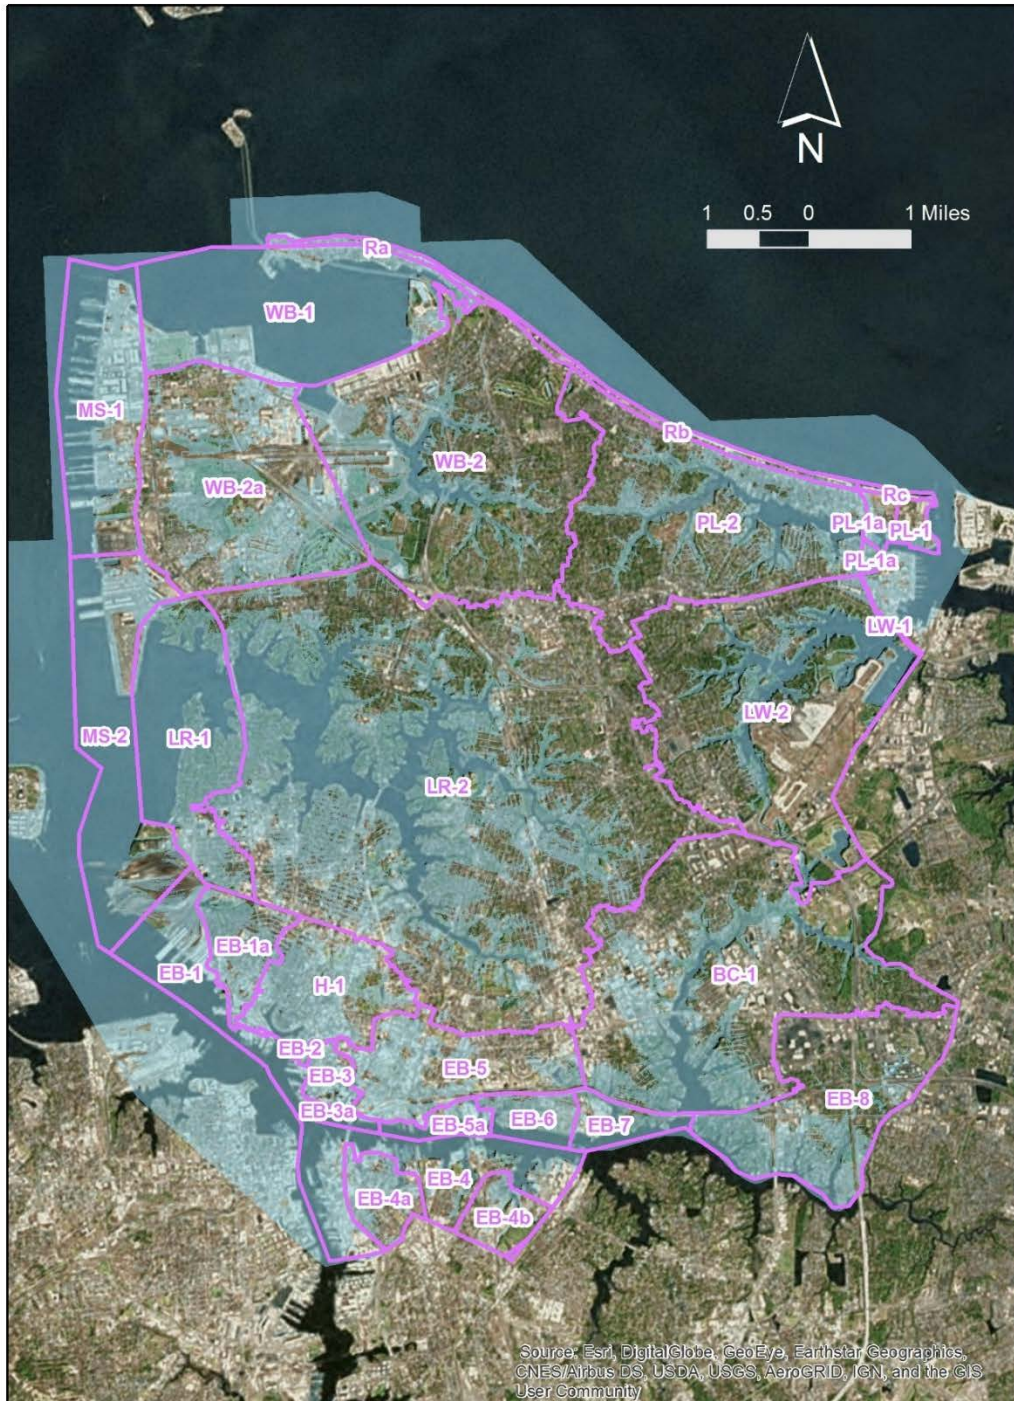 N
1 0.5 0 1 Miles
Ra
WB-1
MS-1
Rb
WB-2
WB-2a
Rc
PL-2
PL-1a
PL-1
PL-1a
LW-1
LW-2
MS-2
LR-1
LR-2
EB-1a
EB-1
BC-1
H-1
EB-2
EB-5
EB-3
EB-8
EB-3a
EB-5a
EB-6
EB-7
EB-4
EB-4a
EB-4b
Source: Esri, DigitalGlobe, GeoEye, Earthstar Geographics,
CNES/Airbus DS, USDA, USGS, AeroGRID, IGN, and the GIS
User Community